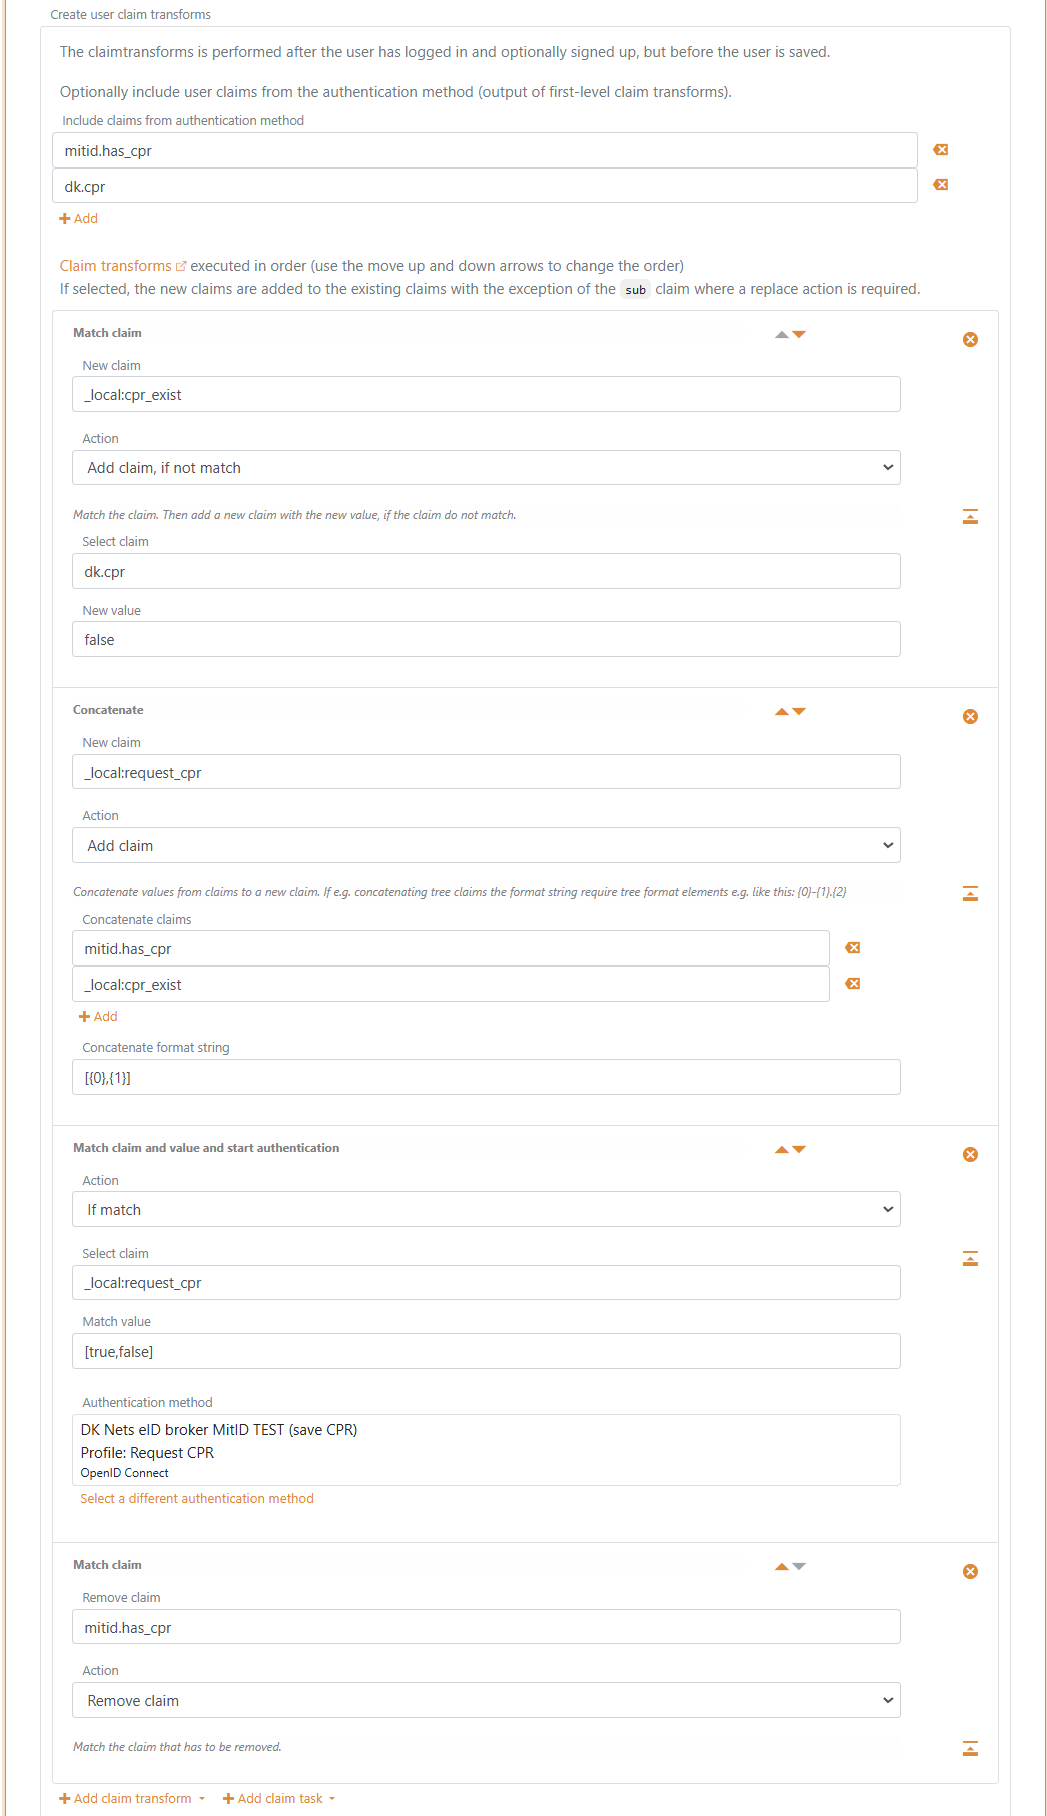 Create user claim transforms
The claimtransforms is performed after the user has logged in and optionally signed up, but before the user is saved.
Optionally include user claims from the authentication method (output of first-level claim transforms).
Include claims from authentication method
mitid.has_cpr
dk.cpr
Add
Claim transforms executed in order (use the move up and down arrows to change the order)
If selected, the new claims are added to the existing claims with the exception of the sub claim where a replace action is required.
Match claim
New claim
_local:cpr_exist
Action
Add claim, if not match
Match the claim. Then add a new claim with the new value, if the claim do not match.
Select claim
dk.cpr
New value
false
Concatenate
New claim
_local:request_cpr
Action
Add claim
Concatenate values from claims to a new claim. If e.g. concatenating tree claims the format string require tree format elements e.g. like this: {0}-{1}.{2}
Concatenate claims
mitid.has_cpr
_local:cpr_exist
Add
Concatenate format string
[{0},{1}]
Match claim and value and start authentication
Action
If match
Select claim
_local:request_cpr
Match value
[true,false]
Authentication method
DK Nets eID broker MitID TEST (save CPR)
Profile: Request CPR
OpenID Connect
Select a different authentication method
Match claim
Remove claim
mitid.has_cpr
Action
Remove claim
Match the claim that has to be removed.
Add claim transform Add claim task